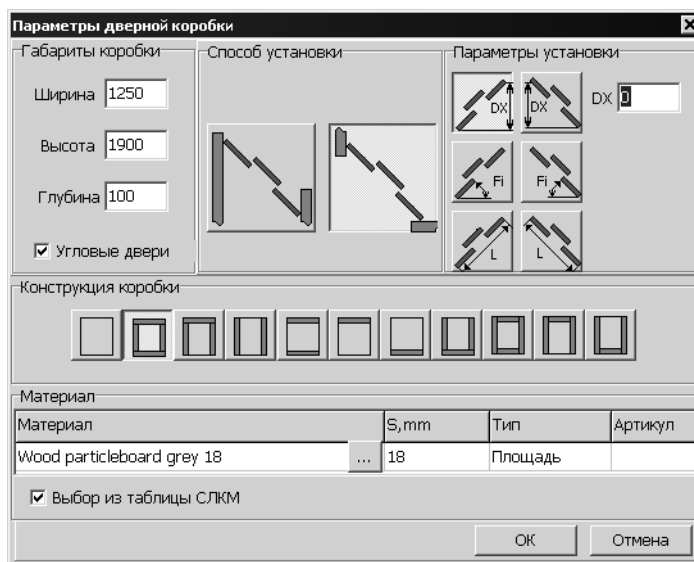 Параметры дверной коробки
Габариты коробки
Ширина 1250
Высота 1900
Глубина 100
Угловые двери
Способ установки
Параметры установки
DX DX
DX 0
Fi Fi
L L
Конструкция коробки
Материал
Материал S,mm Тип Артикул
Wood particleboard grey 18 ... 18 Площадь
Выбор из таблицы СЛКМ
OK Отмена